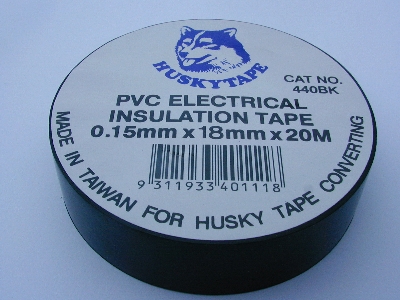 HUSKYTAPE
CAT NO.
440BK
PVC ELECTRICAL
INSULATION TAPE
0.15mm x 18mm x 20M
9 311933 401118
MADE IN TAIWAN FOR HUSKY TAPE CONVERTING